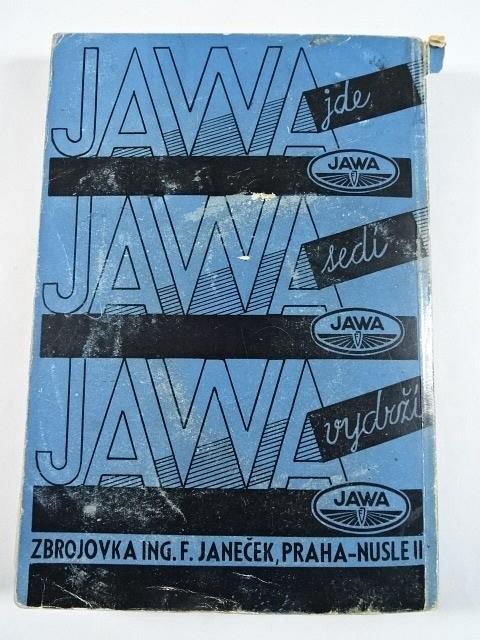 JAWA
jde
JAWA
JAWA
sedí
JAWA
JAWA
vydrží
JAWA
ZBROJOVKA ING. F. JANEČEK, PRAHA-NUSLE II